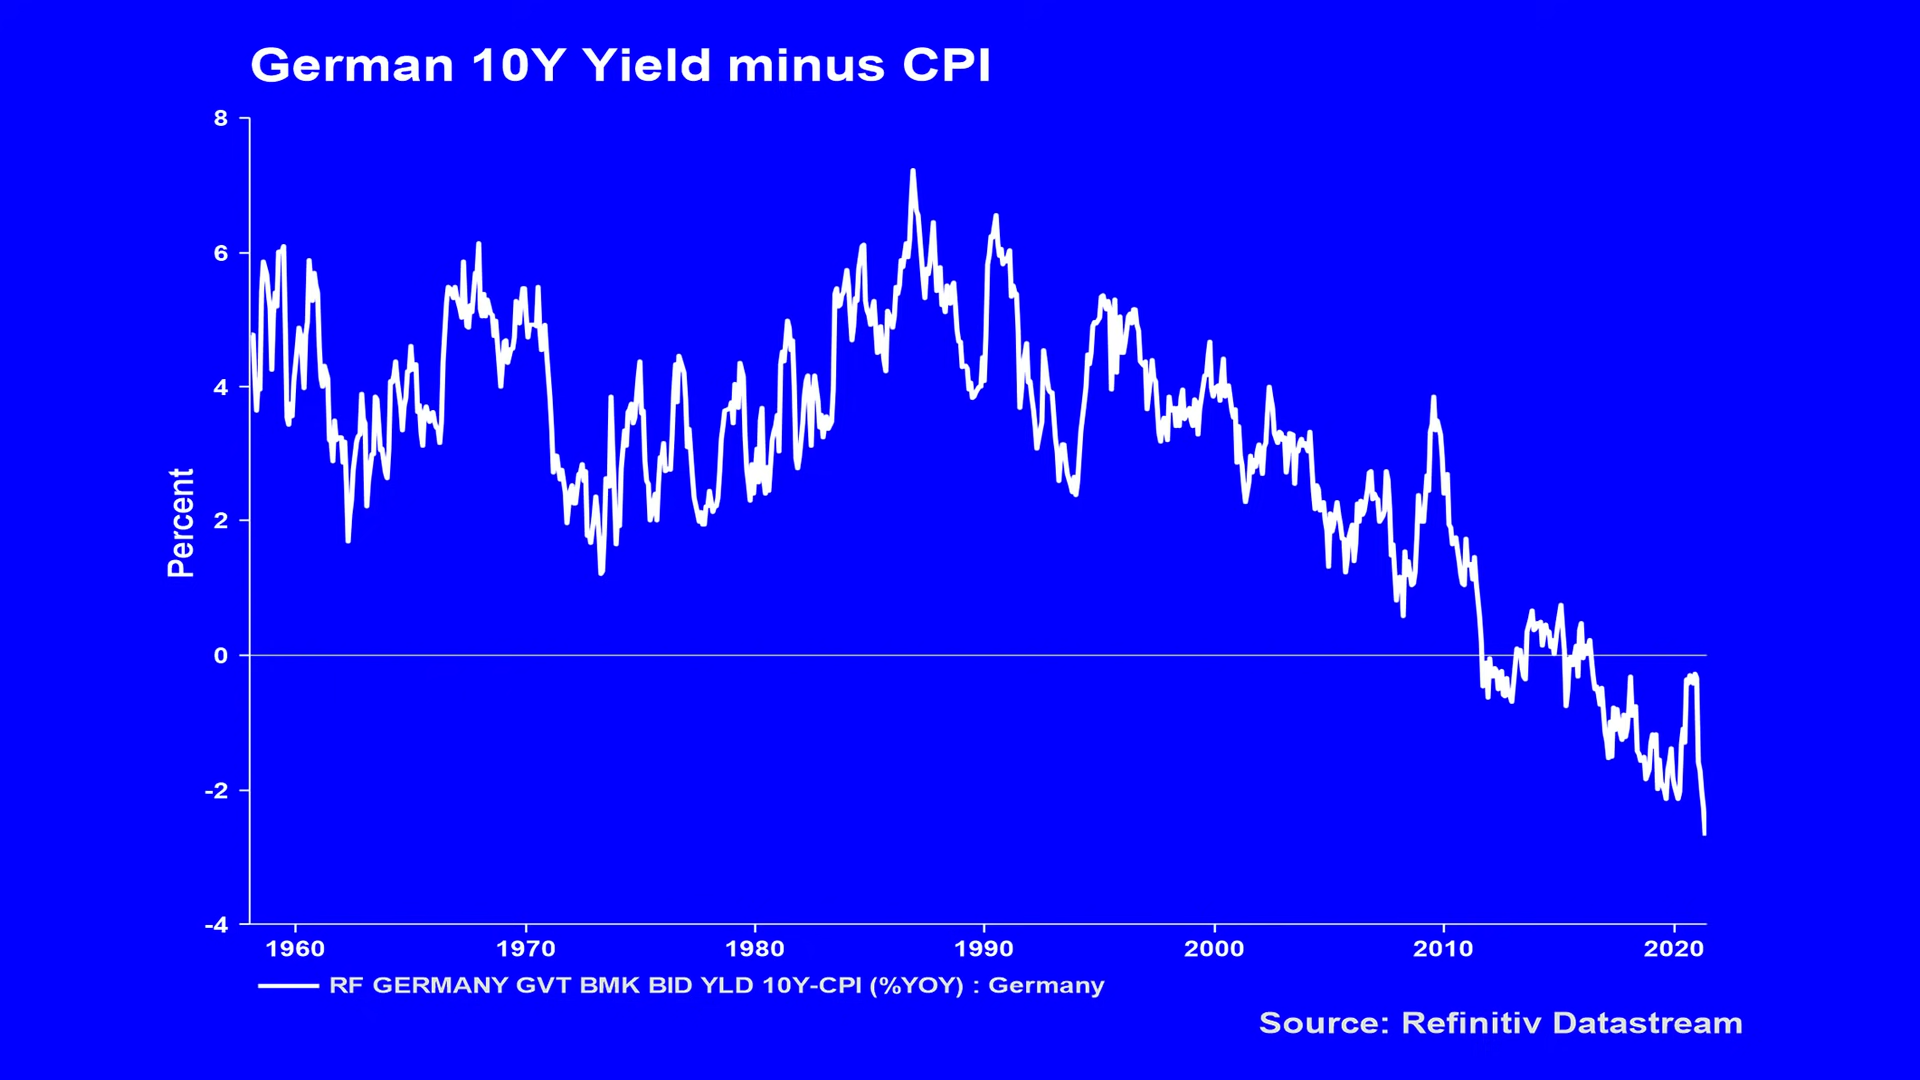 German 10Y Yield minus CPI
8
6
4
2
0
-2
-4
Percent
1960 1970 1980 1990 2000 2010 2020
RF GERMANY GVT BMK BID YLD 10Y-CPI (%YOY) : Germany
Source: Refinitiv Datastream